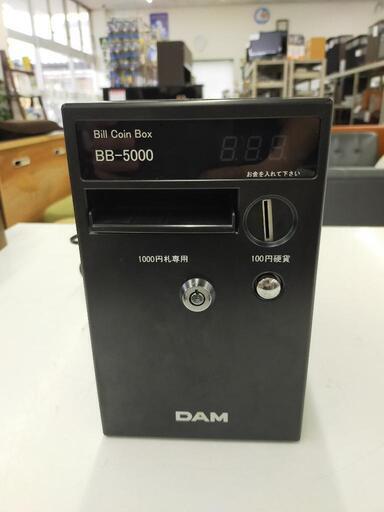 Bill Coin Box
BB-5000
お金を入れて下さい
1000円札専用
100円硬貨
DAM